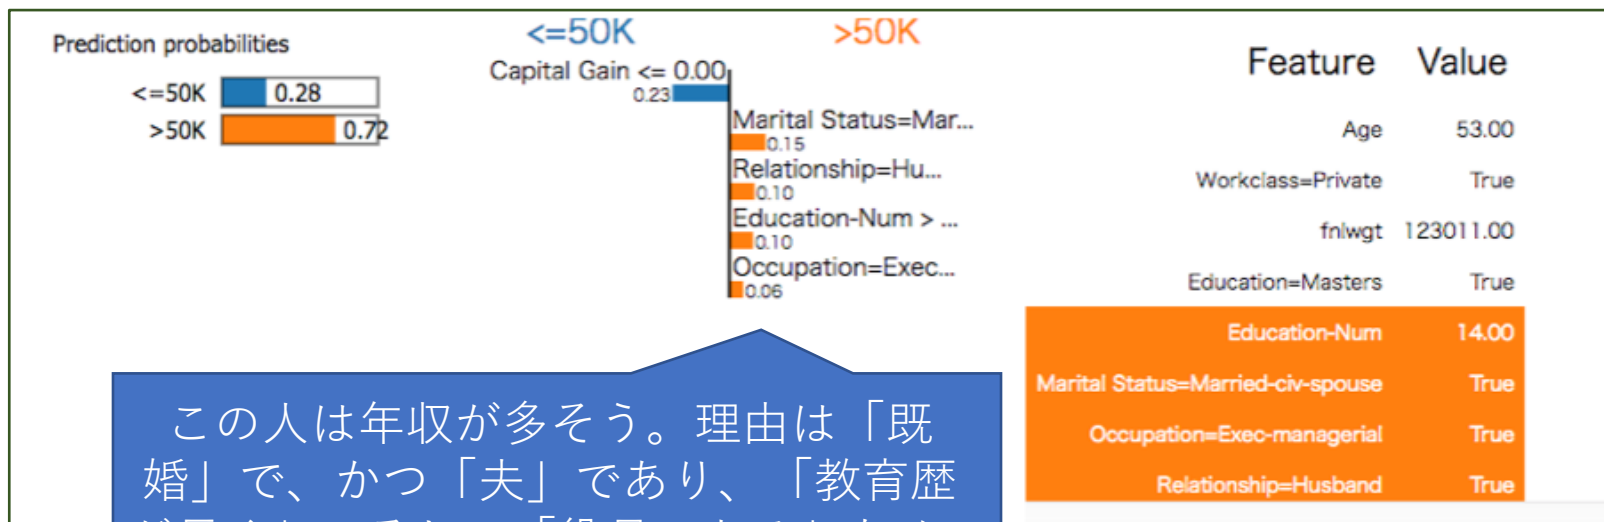 Prediction probabilities
<=50K 0.28
>50K 0.72
<=50K >50K
Capital Gain <= 0.00
0.23
Marital Status=Mar...
0.15
Relationship=Hu...
0.10
Education-Num > ...
0.10
Occupation=Exec...
0.06
Feature Value
Age 53.00
Workclass=Private True
fnlwgt 123011.00
Education=Masters True
Education-Num 14.00
Marital Status=Married-civ-spouse True
Occupation=Exec-managerial True
Relationship=Husband True
この人は年収が多そう。理由は「既
婚」で、かつ「夫」であり、「教育歴